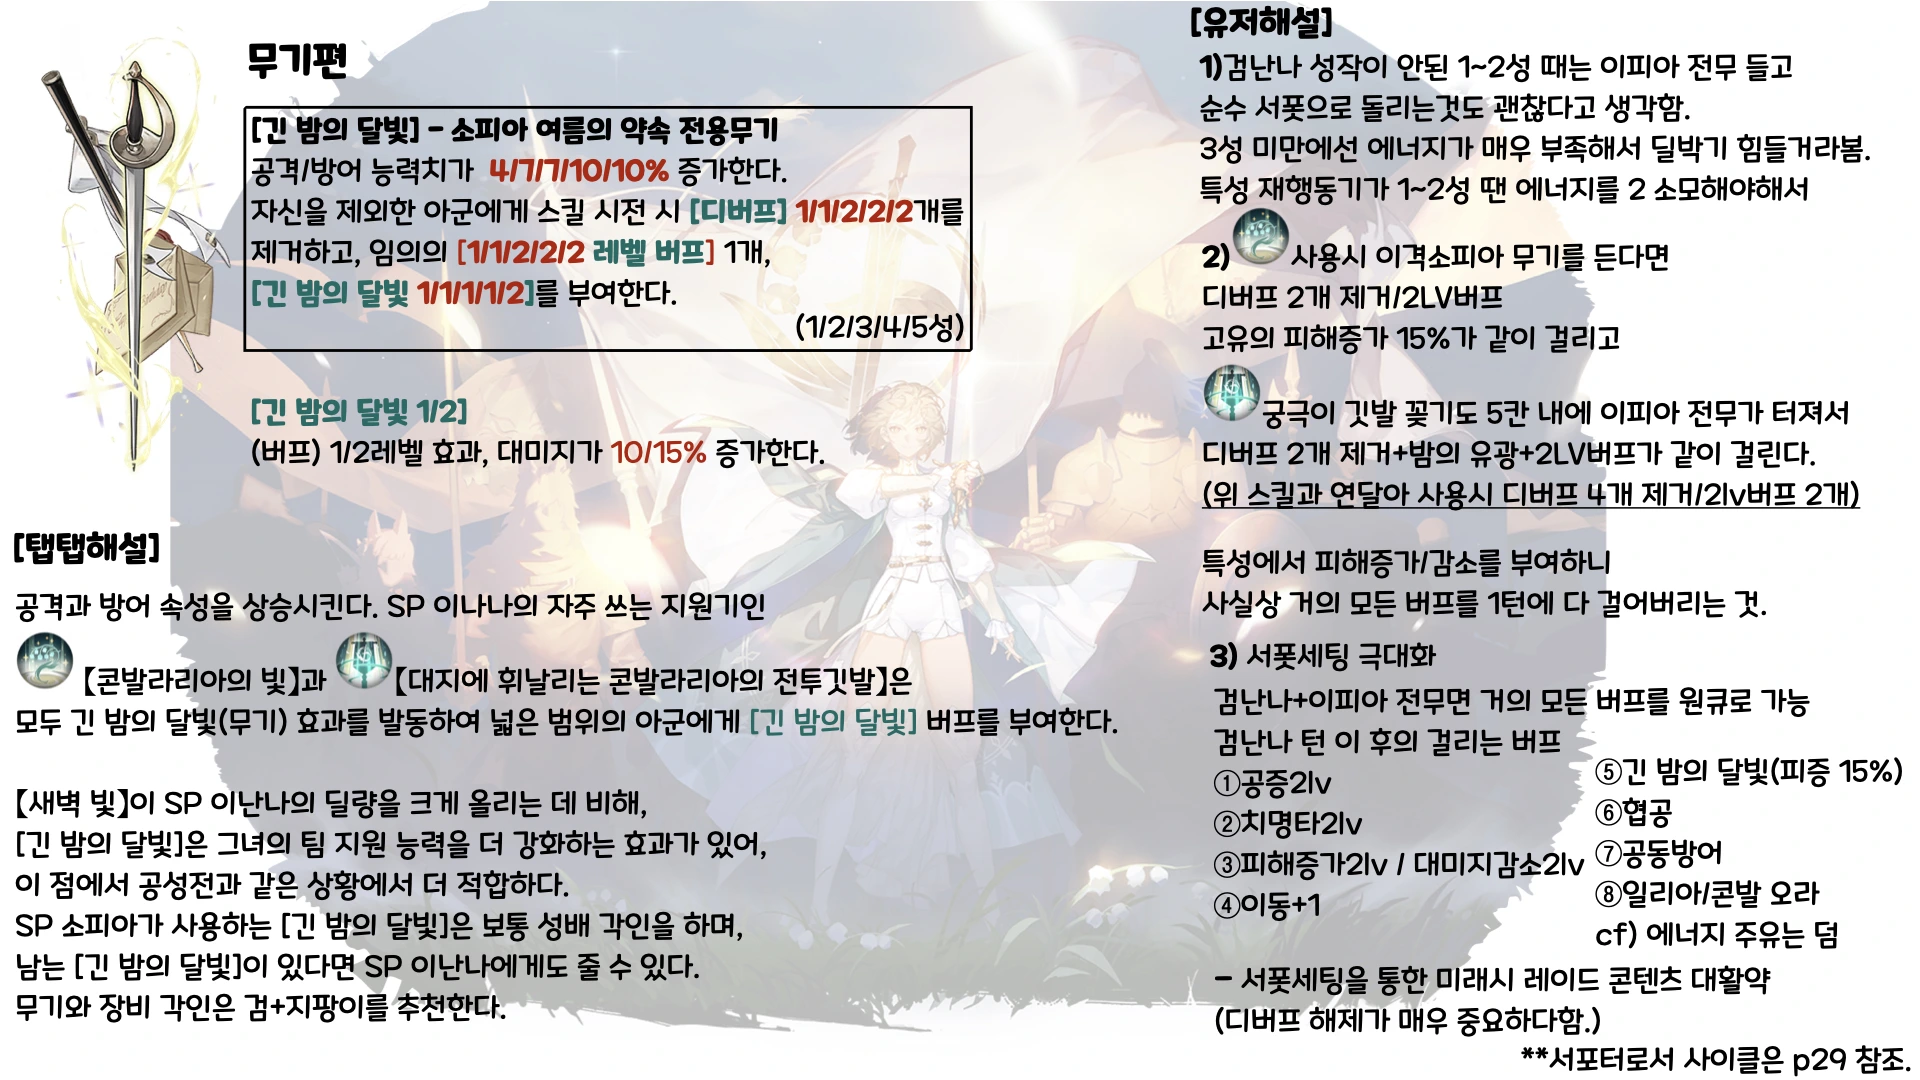 무기편
[긴 밤의 달빛] - 소피아 여름의 약속 전용무기
공격/방어 능력치가 4/7/7/10/10% 증가한다.
자신을 제외한 아군에게 스킬 시전 시 [디버프] 1/1/2/2/2개를
제거하고, 임의의 [1/1/2/2/2 레벨 버프] 1개,
[긴 밤의 달빛 1/1/1/1/2]를 부여한다.
(1/2/3/4/5성)
[긴 밤의 달빛 1/2]
(버프) 1/2레벨 효과, 대미지가 10/15% 증가한다.
[탭탭해설]
공격과 방어 속성을 상승시킨다. SP 이나나의 자주 쓰는 지원기인
【콘발라리아의 빛】과 【대지에 휘날리는 콘발라리아의 전투깃발】은
모두 긴 밤의 달빛(무기) 효과를 발동하여 넓은 범위의 아군에게 [긴 밤의 달빛] 버프를 부여한다.
【새벽 빛】이 SP 이난나의 딜량을 크게 올리는 데 비해,
[긴 밤의 달빛]은 그녀의 팀 지원 능력을 더 강화하는 효과가 있어,
이 점에서 공성전과 같은 상황에서 더 적합하다.
SP 소피아가 사용하는 [긴 밤의 달빛]은 보통 성배 각인을 하며,
남는 [긴 밤의 달빛]이 있다면 SP 이난나에게도 줄 수 있다.
무기와 장비 각인은 검+지팡이를 추천한다.
[유저해설]
1)검난나 성작이 안된 1~2성 때는 이피아 전무 들고
순수 서폿으로 돌리는것도 괜찮다고 생각함.
3성 미만에선 에너지가 매우 부족해서 딜박기 힘들거라봄.
특성 재행동기가 1~2성 땐 에너지를 2 소모해야해서
2) 사용시 이격소피아 무기를 든다면
디버프 2개 제거/2LV버프
고유의 피해증가 15%가 같이 걸리고
궁극이 깃발 꽂기도 5칸 내에 이피아 전무가 터져서
디버프 2개 제거+밤의 유광+2LV버프가 같이 걸린다.
(위 스킬과 연달아 사용시 디버프 4개 제거/2lv버프 2개)
특성에서 피해증가/감소를 부여하니
사실상 거의 모든 버프를 1턴에 다 걸어버리는 것.
3) 서폿세팅 극대화
검난나+이피아 전무면 거의 모든 버프를 원큐로 가능
검난나 턴 이 후의 걸리는 버프
①공증2lv
②치명타2lv
③피해증가2lv / 대미지감소2lv
④이동+1
⑤긴 밤의 달빛(피증 15%)
⑥협공
⑦공동방어
⑧일리아/콘발 오라
cf) 에너지 주유는 덤
- 서폿세팅을 통한 미래시 레이드 콘텐츠 대활약
(디버프 해제가 매우 중요하다함.)
**서포터로서 사이클은 p29 참조.